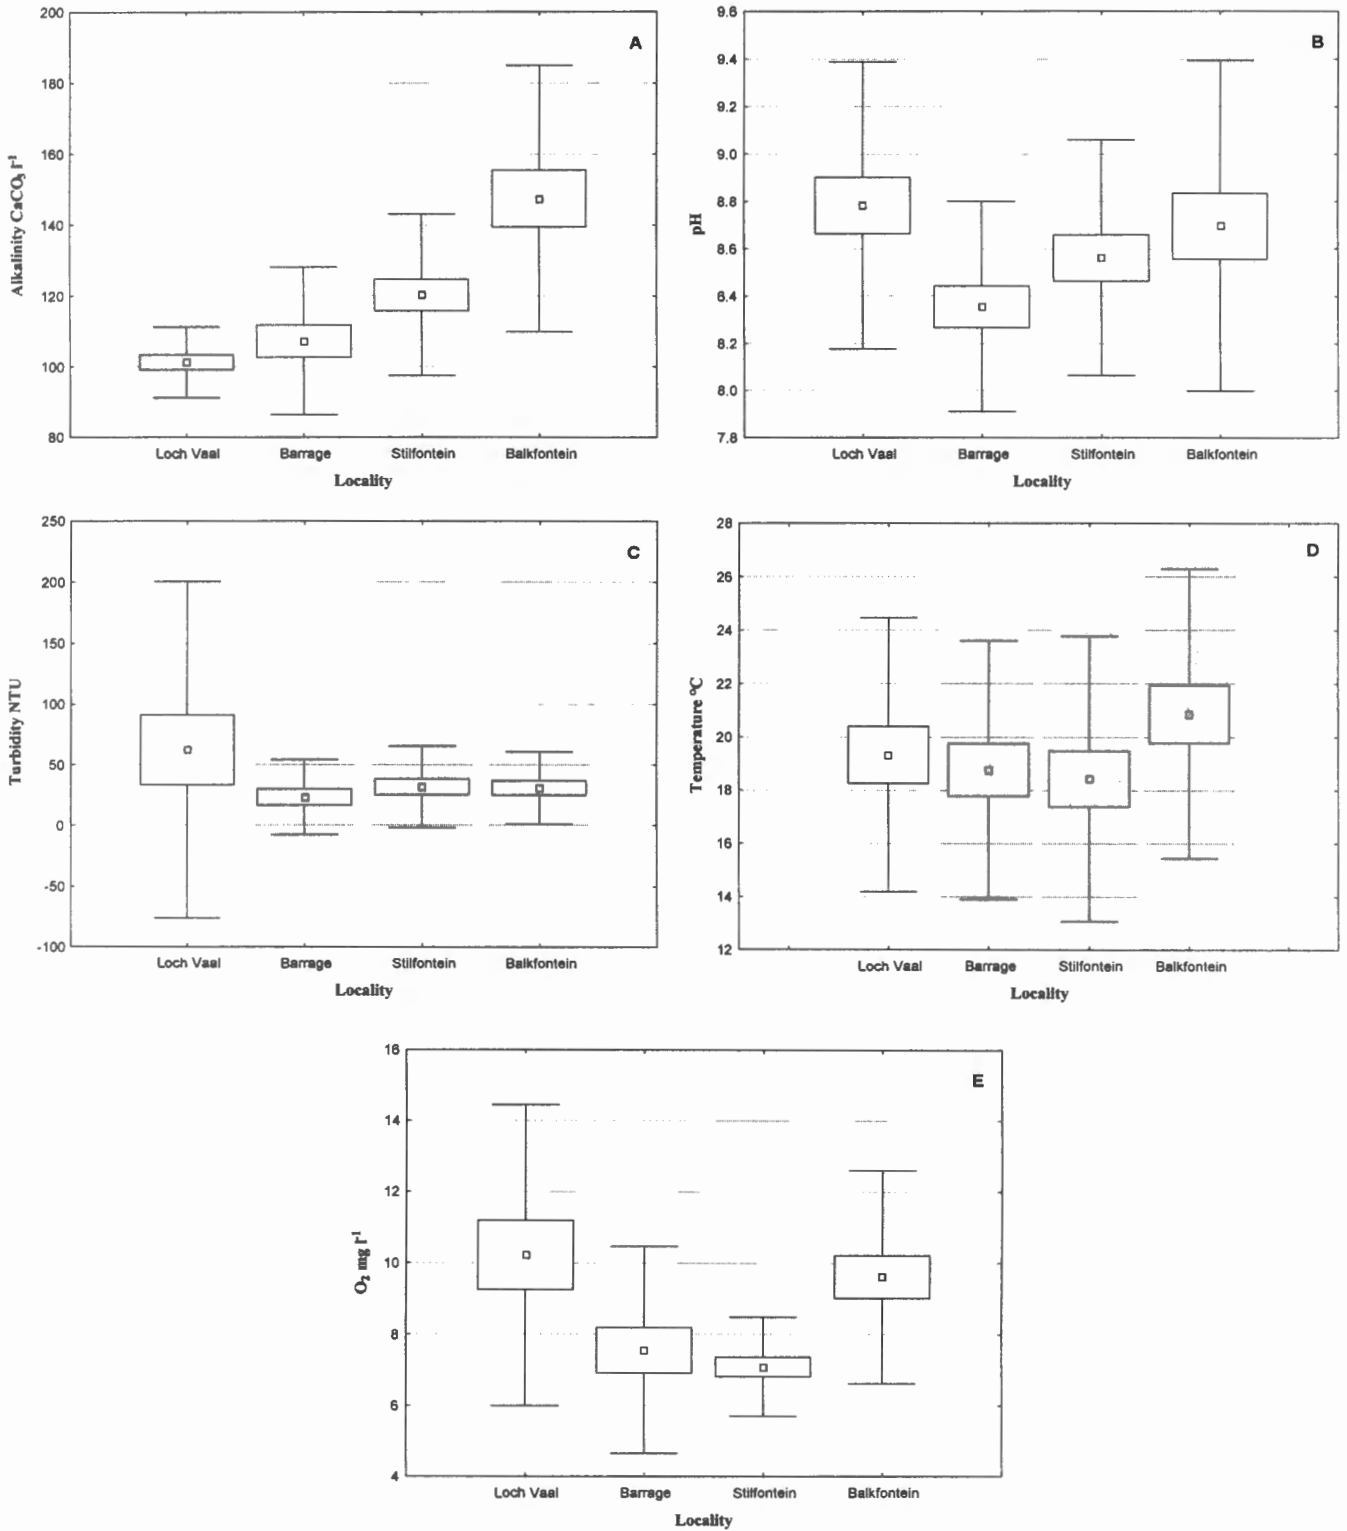 A
200
180
160
140
120
100
80
Alkalinity CaCO₃ l⁻¹
Loch Vaal Barrage Stilfontein Balkfontein
Locality
B
9.6
9.4
9.2
9.0
8.8
8.6
8.4
8.2
8.0
7.8
pH
Loch Vaal Barrage Stilfontein Balkfontein
Locality
C
250
200
150
100
50
0
-50
-100
Turbidity NTU
Loch Vaal Barrage Stilfontein Balkfontein
Locality
D
28
26
24
22
20
18
16
14
12
Temperature °C
Loch Vaal Barrage Stilfontein Balkfontein
Locality
E
16
14
12
10
8
6
4
O₂ mg l⁻¹
Loch Vaal Barrage Stilfontein Balkfontein
Locality